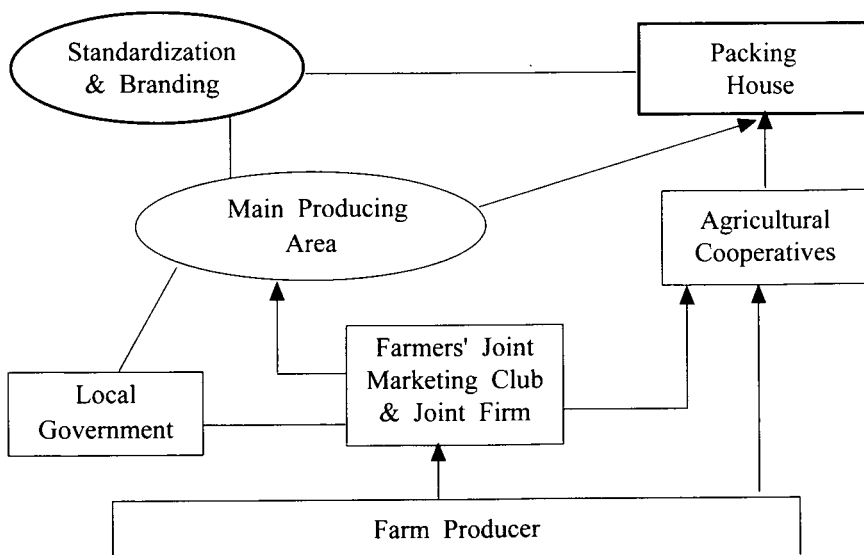 Standardization
& Branding
Packing
House
Main Producing
Area
Agricultural
Cooperatives
Farmers' Joint
Marketing Club
& Joint Firm
Local
Government
Farm Producer